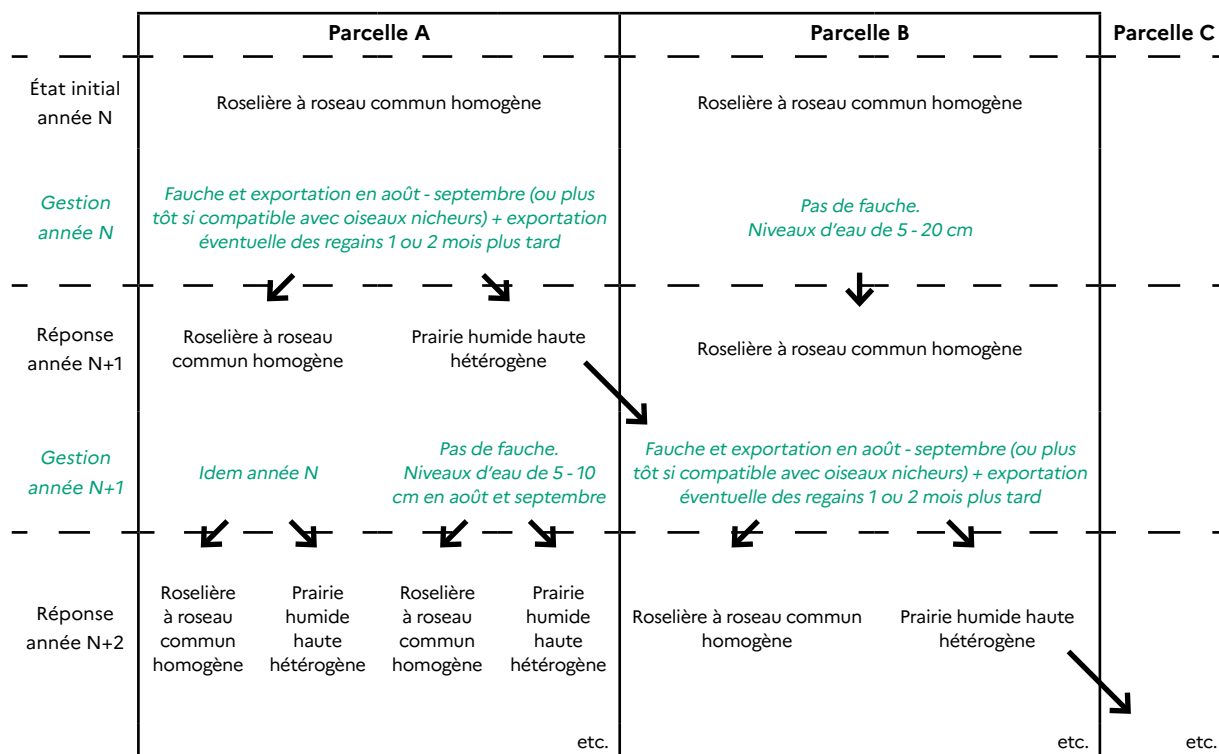 Parcelle A
Parcelle B
Parcelle C
État initial
année N
Roselière à roseau commun homogène
Roselière à roseau commun homogène
Gestion
année N
Fauche et exportation en août - septembre (ou plus
tôt si compatible avec oiseaux nicheurs) + exportation
éventuelle des regains 1 ou 2 mois plus tard
Pas de fauche.
Niveaux d'eau de 5 - 20 cm
Réponse
année N+1
Roselière à roseau
commun homogène
Prairie humide haute
hétérogène
Roselière à roseau commun homogène
Gestion
année N+1
Idem année N
Pas de fauche.
Niveaux d'eau de 5 - 10
cm en août et septembre
Fauche et exportation en août - septembre (ou plus
tôt si compatible avec oiseaux nicheurs) + exportation
éventuelle des regains 1 ou 2 mois plus tard
Réponse
année N+2
Roselière
à roseau
commun
homogène
Prairie
humide
haute
hétérogène
Roselière
à roseau
commun
homogène
Prairie
humide
haute
hétérogène
Roselière à roseau commun
homogène
Prairie humide haute
hétérogène
etc.
etc.
etc.